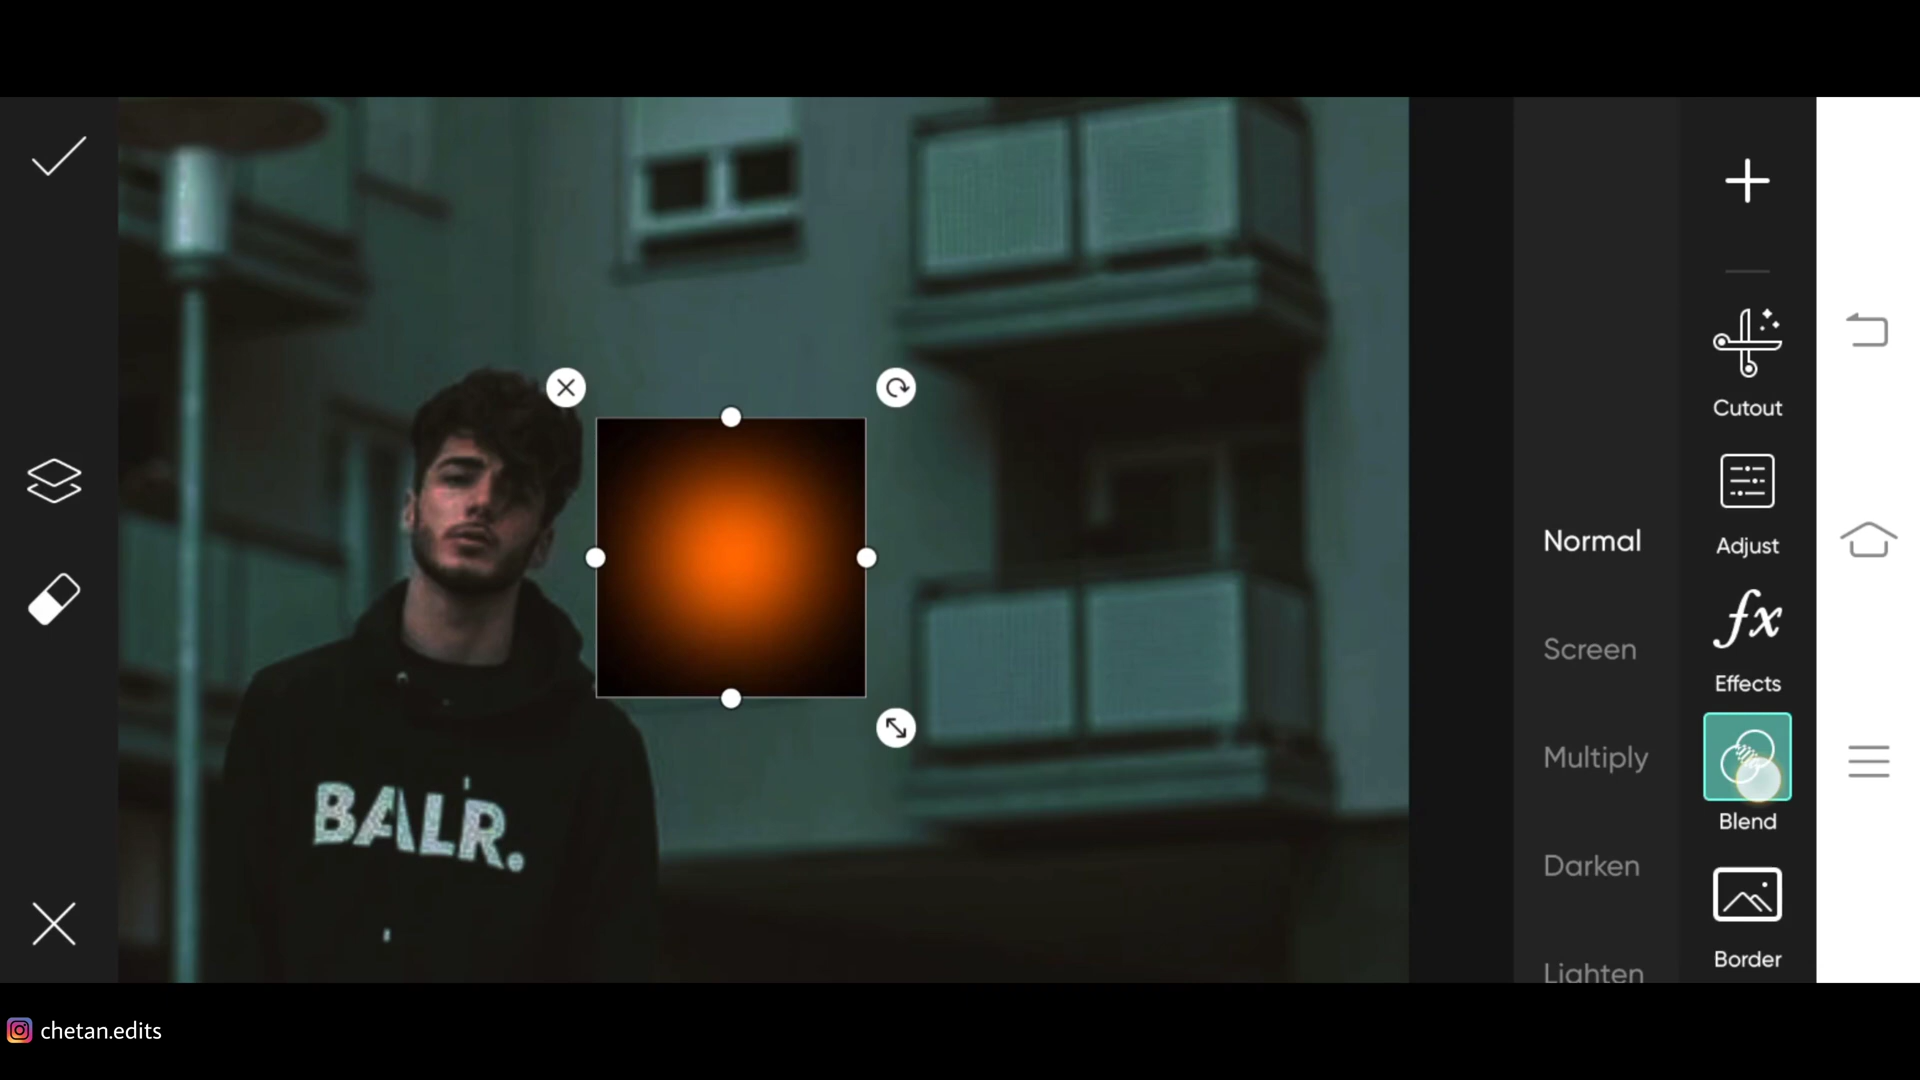 Cutout
Adjust
fx
Effects
Blend
Border
Normal
Screen
Multiply
Darken
Lighten
BALR.
chetan.edits